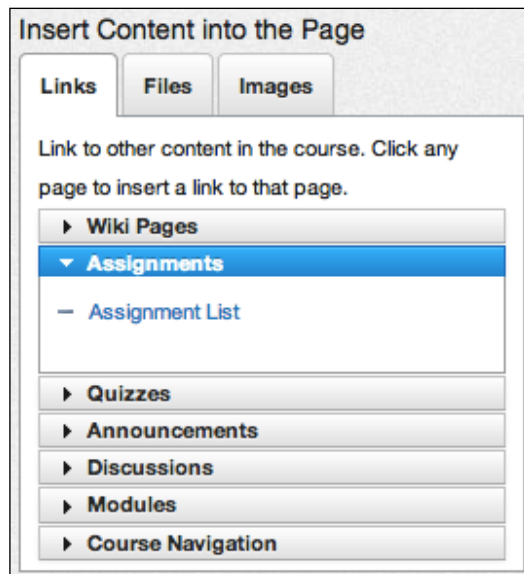 Insert Content into the Page
Links Files Images
Link to other content in the course. Click any
page to insert a link to that page.
Wiki Pages
Assignments
Assignment List
Quizzes
Announcements
Discussions
Modules
Course Navigation